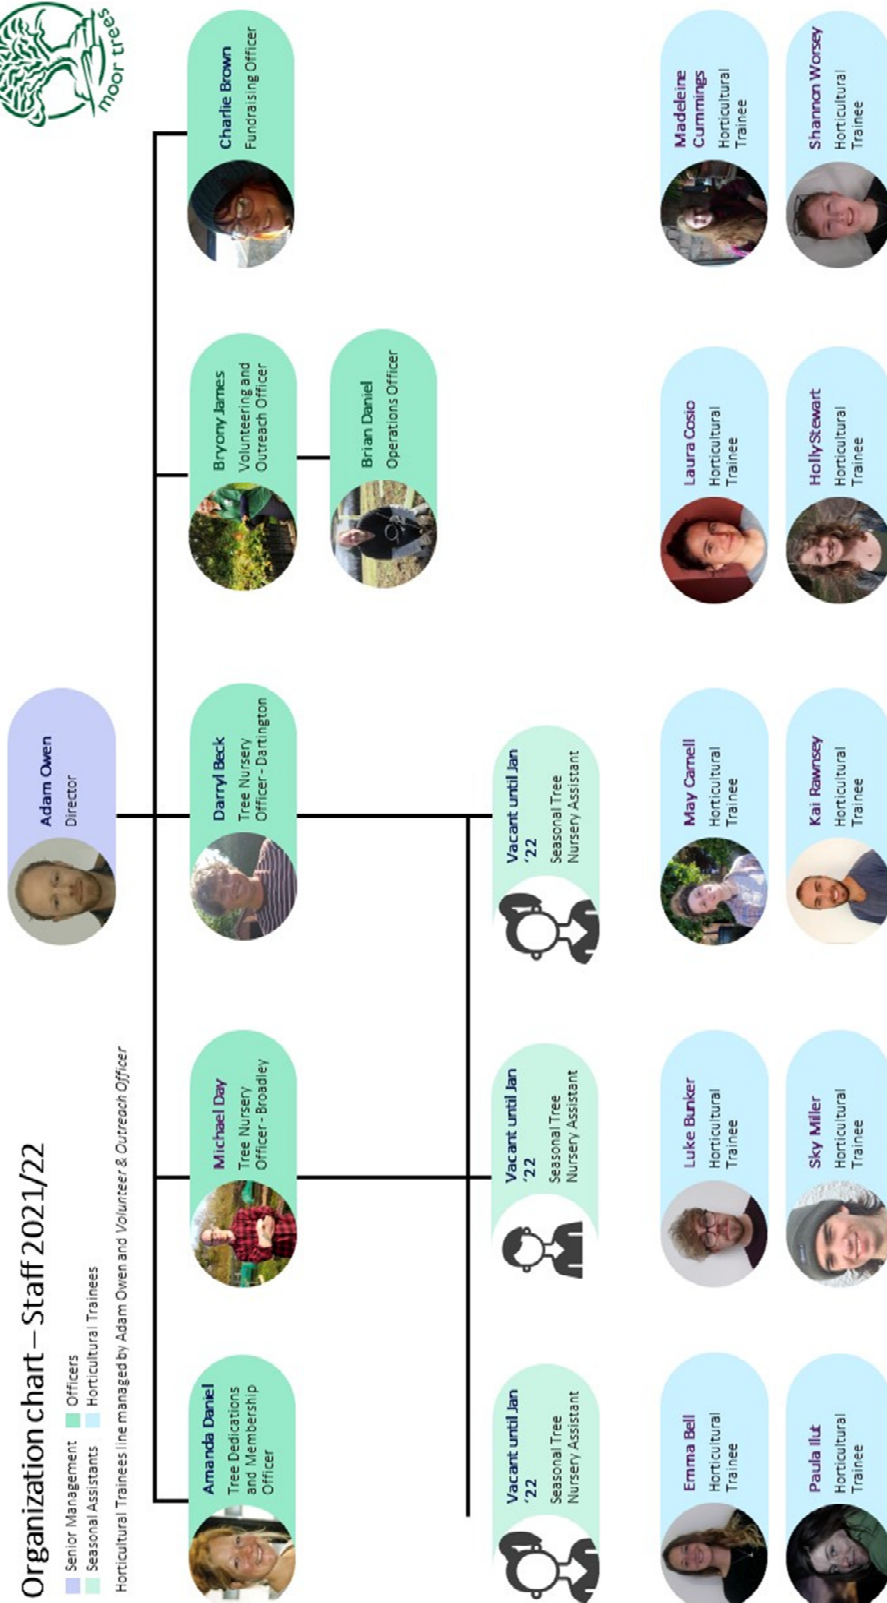 moor trees
Organization chart – Staff 2021/22
Senior Management
Officers
Seasonal Assistants
Horticultural Trainees
Horticultural Trainees line managed by Adam Owen and Volunteer & Outreach Officer
Adam Owen
Director
Amanda Daniel
Tree Dedications
and Membership
Officer
Michael Day
Tree Nursery
Officer - Broadley
Darryl Beck
Tree Nursery
Officer - Dartington
Bryony James
Volunteering and
Outreach Officer
Charlie Brown
Fundraising Officer
Brian Daniel
Operations Officer
Vacant until Jan
'22
Seasonal Tree
Nursery Assistant
Vacant until Jan
'22
Seasonal Tree
Nursery Assistant
Vacant until Jan
'22
Seasonal Tree
Nursery Assistant
Emma Bell
Horticultural
Trainee
Luke Bunker
Horticultural
Trainee
May Carnell
Horticultural
Trainee
Laura Cosio
Horticultural
Trainee
Madeleine
Cummings
Horticultural
Trainee
Paula Ilut
Horticultural
Trainee
Sky Miller
Horticultural
Trainee
Kai Rawnsey
Horticultural
Trainee
Holly Stewart
Horticultural
Trainee
Shannon Worsey
Horticultural
Trainee